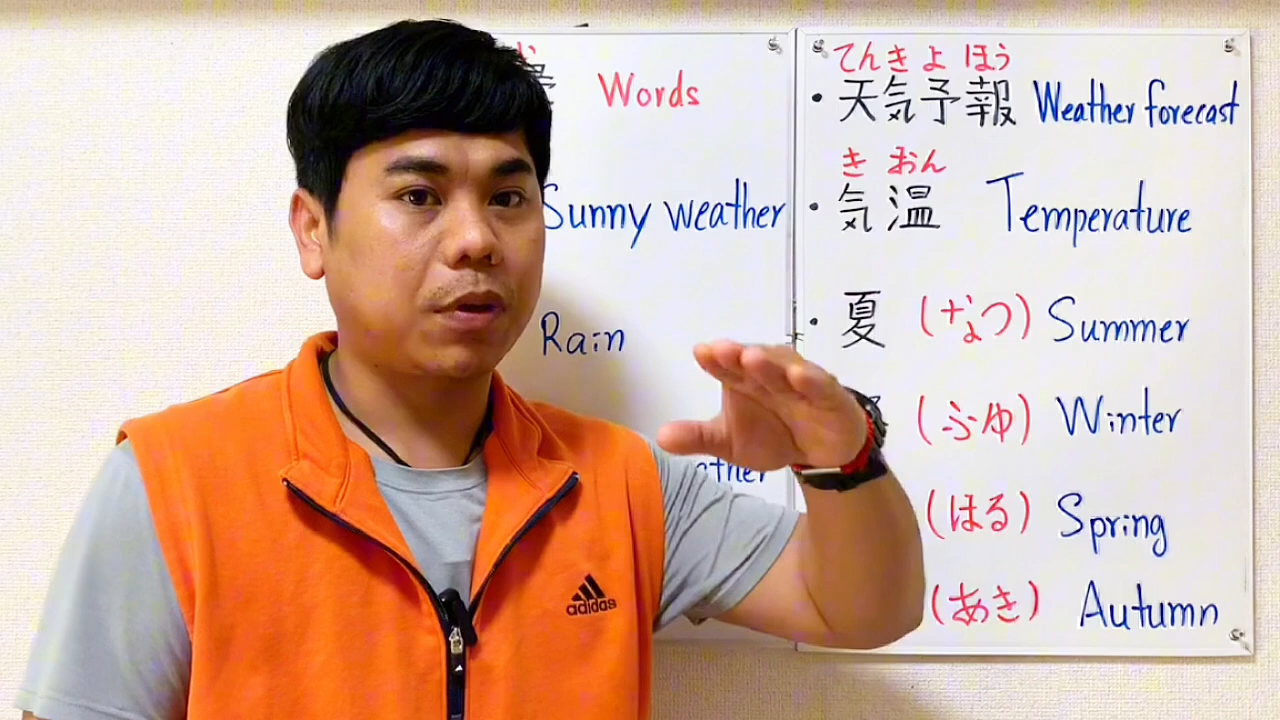 Words
Sunny weather
Rain
てんきよ ほう
・天気予報 Weather forecast
き おん
・気温 Temperature
・夏 (なつ) Summer
(ふゆ) Winter
(はる) Spring
(あき) Autumn
adidas